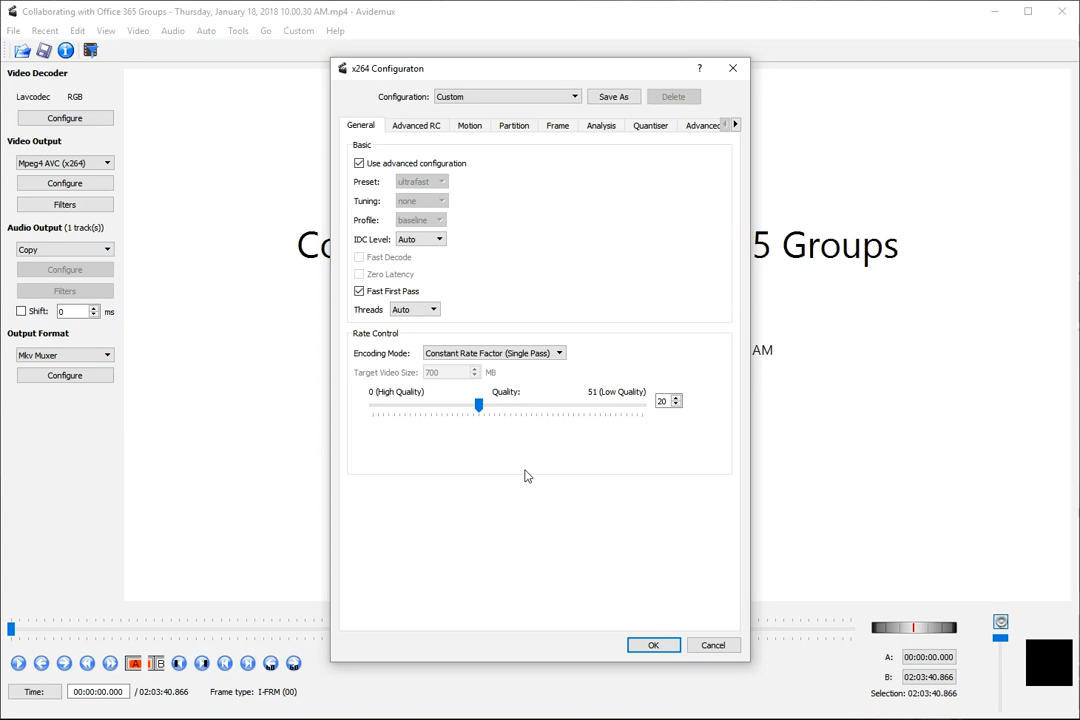 Collaborating with Office 365 Groups - Thursday, January 18, 2018 10.00.30 AM.mp4 - Avidemux
File Recent Edit View Video Audio Auto Tools Go Custom Help
Video Decoder
Lavcodec RGB
Configure
Video Output
Mpeg4 AVC (x264)
Configure
Filters
Audio Output (1 track(s))
Copy
Configure
Filters
Shift: 0 ms
Output Format
Mkv Muxer
Configure
Co
5 Groups
AM
x264 Configuraton
?
Configuration: Custom Save As Delete
General Advanced RC Motion Partition Frame Analysis Quantiser Advanced
Basic
Use advanced configuration
Preset: ultrafast
Tuning: none
Profile: baseline
IDC Level: Auto
Fast Decode
Zero Latency
Fast First Pass
Threads Auto
Rate Control
Encoding Mode: Constant Rate Factor (Single Pass)
Target Video Size: 700 MB
0 (High Quality) Quality: 51 (Low Quality)
20
OK Cancel
A B
60 60
Time: 00:00:00.000 / 02:03:40.866 Frame type: I-FRM (00)
A: 00:00:00.000
B: 02:03:40.866
Selection: 02:03:40.866